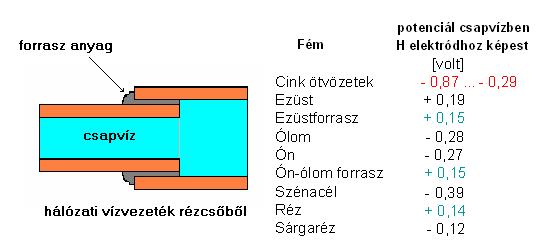 forrasz anyag
csapvíz
hálózati vízvezeték rézcsőből
potenciál csapvízben
Fém H elektródhoz képest
[volt]
Cink ötvözetek - 0,87 ... - 0,29
Ezüst + 0,19
Ezüstforrasz + 0,15
Ólom - 0,28
Ón - 0,27
Ón-ólom forrasz + 0,15
Szénacél - 0,39
Réz + 0,14
Sárgaréz - 0,12